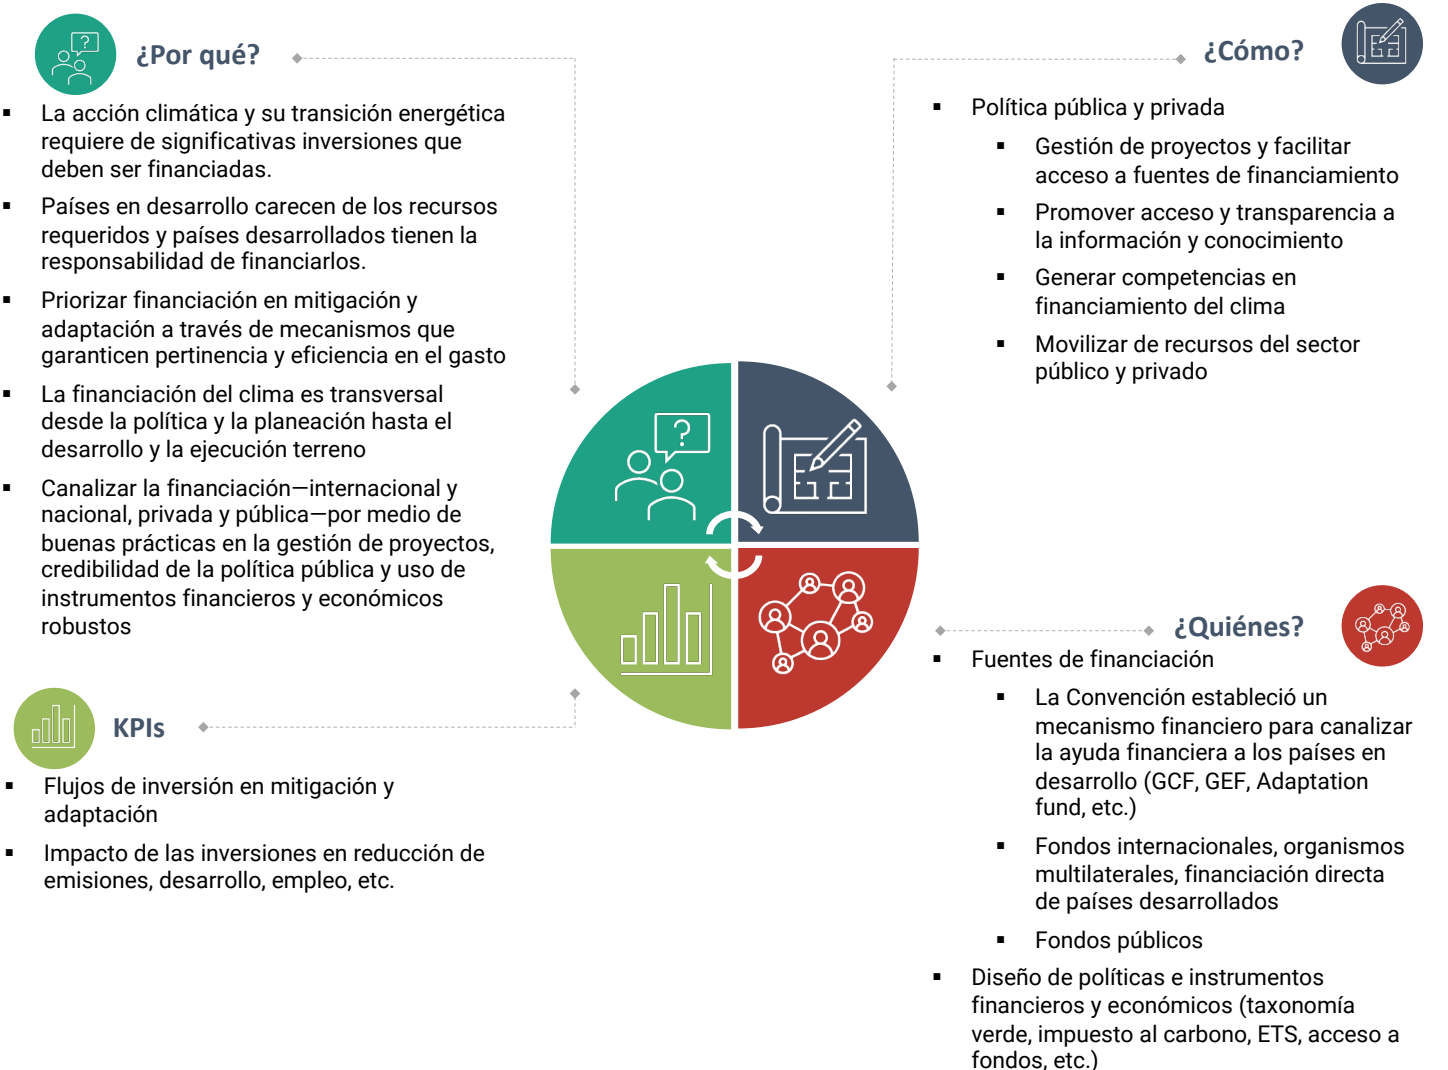 ¿Por qué?
La acción climática y su transición energética
requiere de significativas inversiones que
deben ser financiadas.
Países en desarrollo carecen de los recursos
requeridos y países desarrollados tienen la
responsabilidad de financiarlos.
Priorizar financiación en mitigación y
adaptación a través de mecanismos que
garanticen pertinencia y eficiencia en el gasto
La financiación del clima es transversal
desde la política y la planeación hasta el
desarrollo y la ejecución terreno
Canalizar la financiación—internacional y
nacional, privada y pública—por medio de
buenas prácticas en la gestión de proyectos,
credibilidad de la política pública y uso de
instrumentos financieros y económicos
robustos
KPIs
Flujos de inversión en mitigación y
adaptación
Impacto de las inversiones en reducción de
emisiones, desarrollo, empleo, etc.
¿Cómo?
Política pública y privada
Gestión de proyectos y facilitar
acceso a fuentes de financiamiento
Promover acceso y transparencia a
la información y conocimiento
Generar competencias en
financiamiento del clima
Movilizar de recursos del sector
público y privado
¿Quiénes?
Fuentes de financiación
La Convención estableció un
mecanismo financiero para canalizar
la ayuda financiera a los países en
desarrollo (GCF, GEF, Adaptation
fund, etc.)
Fondos internacionales, organismos
multilaterales, financiación directa
de países desarrollados
Fondos públicos
Diseño de políticas e instrumentos
financieros y económicos (taxonomía
verde, impuesto al carbono, ETS, acceso a
fondos, etc.)